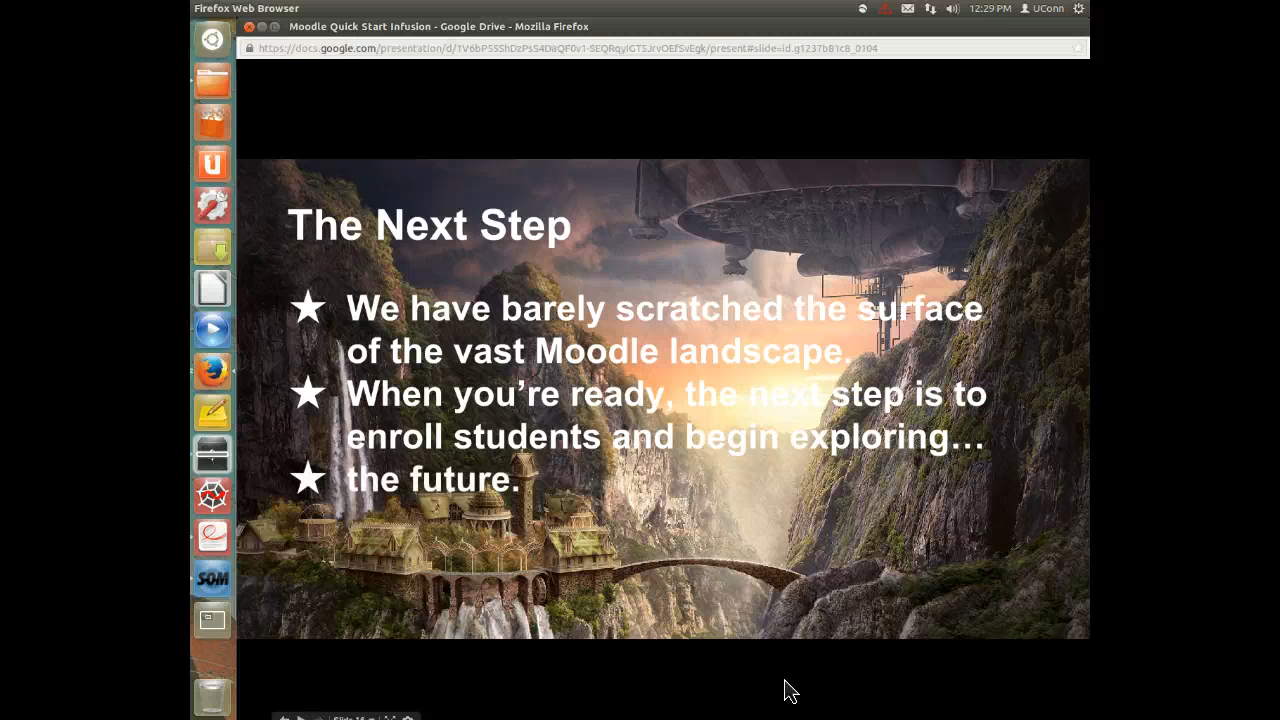 Firefox Web Browser
12:29 PM
UConn
Moodle Quick Start Infusion - Google Drive - Mozilla Firefox
The Next Step
★ We have barely scratched the surface
of the vast Moodle landscape.
★ When you’re ready, the next step is to
enroll students and begin exploring…
★ the future.
SOM